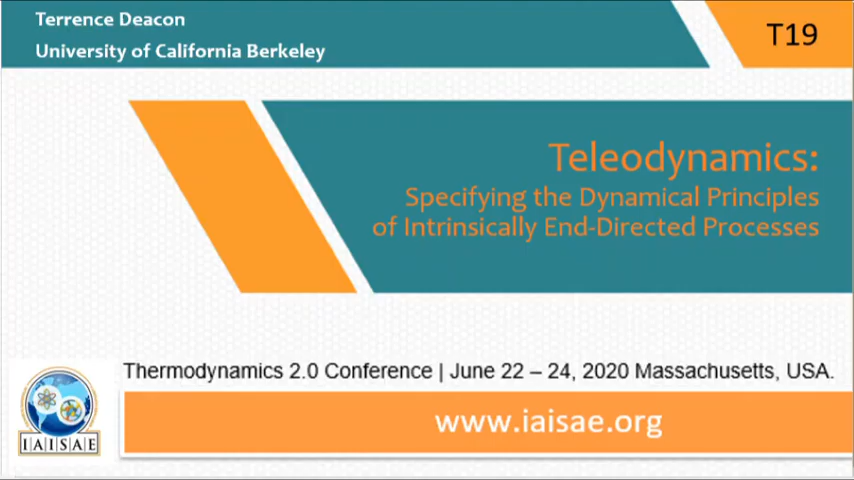 Terrence Deacon
University of California Berkeley
T19
Teleodynamics:
Specifying the Dynamical Principles
of Intrinsically End-Directed Processes
Thermodynamics 2.0 Conference | June 22 – 24, 2020 Massachusetts, USA.
www.iaisae.org
IAISAE